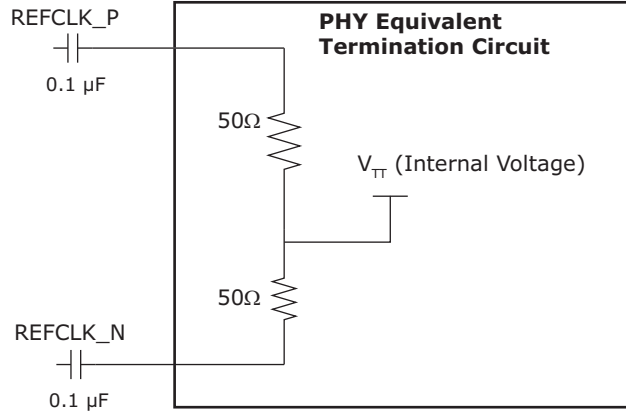 REFCLK_P
0.1 µF
PHY Equivalent
Termination Circuit
50Ω
V_TT (Internal Voltage)
50Ω
REFCLK_N
0.1 µF